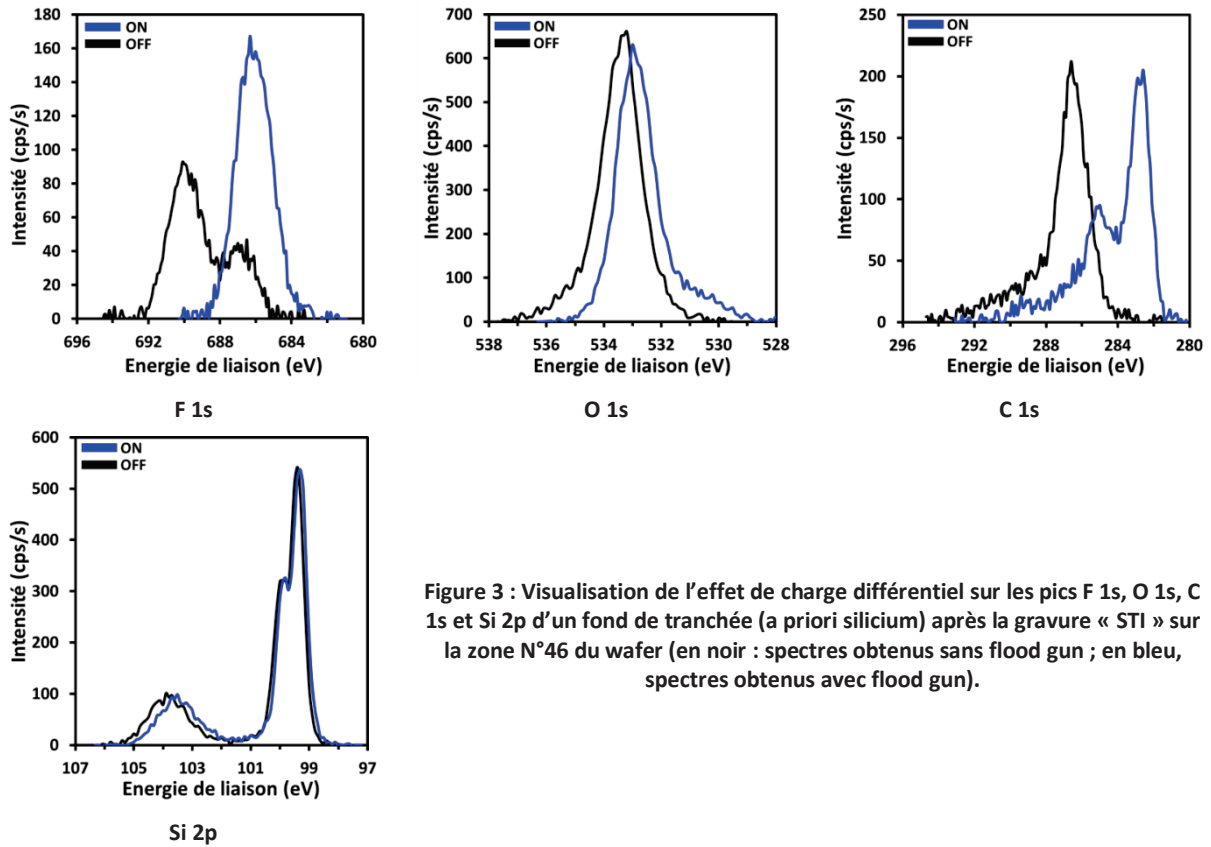 ON
OFF
Intensité (cps/s)
180
160
140
120
100
80
60
40
20
0
696 692 688 684 680
Energie de liaison (eV)
F 1s
ON
OFF
Intensité (cps/s)
700
600
500
400
300
200
100
0
538 536 534 532 530 528
Energie de liaison (eV)
O 1s
ON
OFF
Intensité (cps/s)
250
200
150
100
50
0
296 292 288 284 280
Energie de liaison (eV)
C 1s
ON
OFF
Intensité (cps/s)
600
500
400
300
200
100
0
107 105 103 101 99 97
Energie de liaison (eV)
Si 2p
Figure 3 : Visualisation de l’effet de charge différentiel sur les pics F 1s, O 1s, C
1s et Si 2p d’un fond de tranchée (a priori silicium) après la gravure « STI » sur
la zone N°46 du wafer (en noir : spectres obtenus sans flood gun ; en bleu,
spectres obtenus avec flood gun).